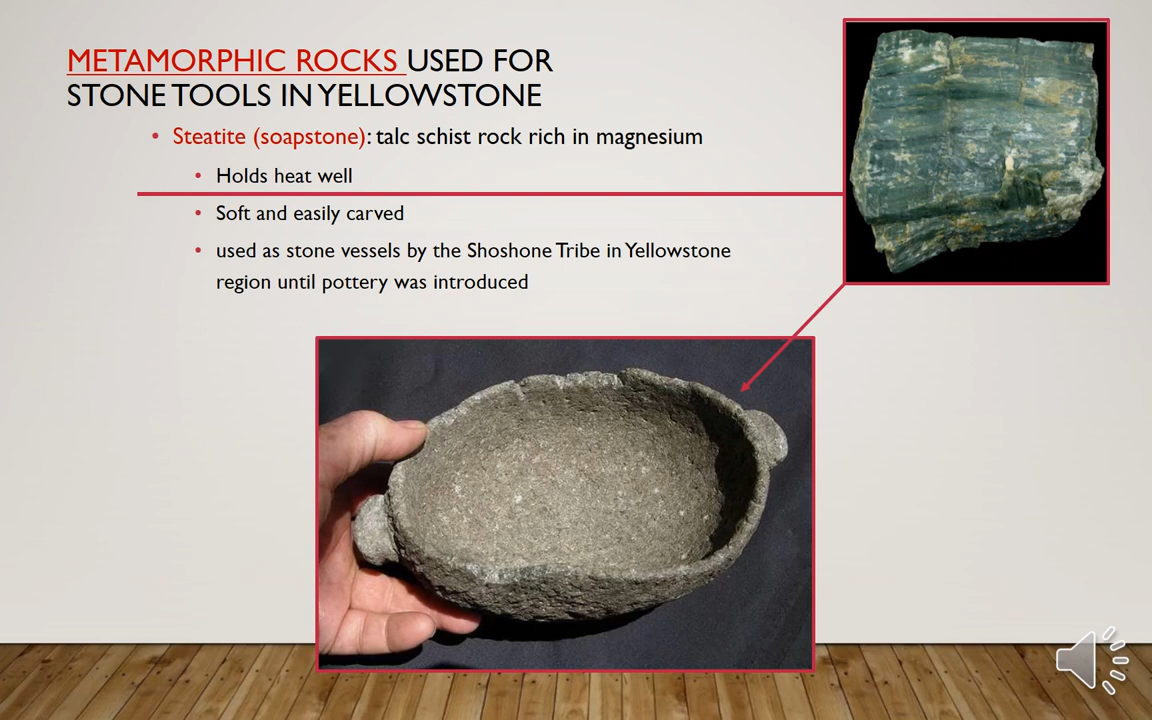 METAMORPHIC ROCKS USED FOR
STONE TOOLS IN YELLOWSTONE
• Steatite (soapstone): talc schist rock rich in magnesium
• Holds heat well
• Soft and easily carved
• used as stone vessels by the Shoshone Tribe in Yellowstone
region until pottery was introduced